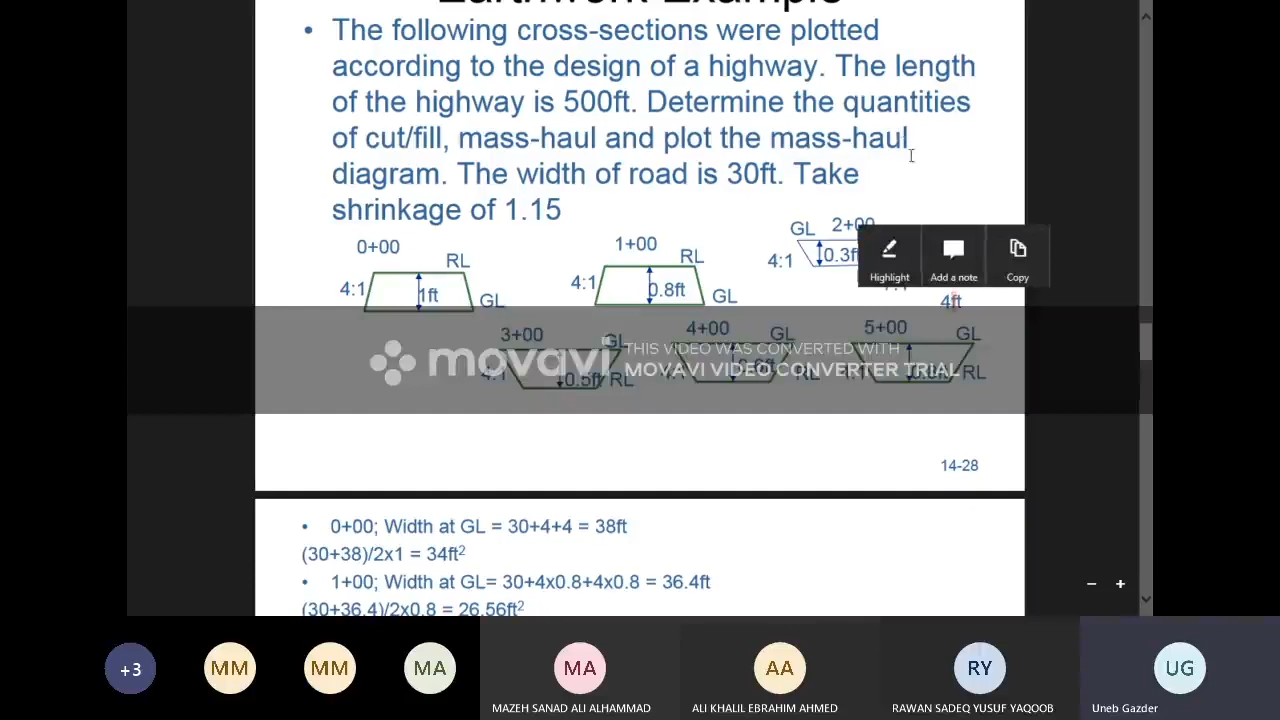 Earthwork Example
• The following cross-sections were plotted
according to the design of a highway. The length
of the highway is 500ft. Determine the quantities
of cut/fill, mass-haul and plot the mass-haul
diagram. The width of road is 30ft. Take
shrinkage of 1.15
0+00
RL
4:1
1ft
GL
1+00
RL
4:1
0.8ft
GL
GL 2+00
4:1
0.3ft
Highlight
Add a note
Copy
4ft
3+00
GL
4:1
0.5ft RL
4+00
GL
RL
5+00
GL
RL
movavi
THIS VIDEO WAS CONVERTED WITH
MOVAVI VIDEO CONVERTER TRIAL
14-28
• 0+00; Width at GL = 30+4+4 = 38ft
(30+38)/2x1 = 34ft²
• 1+00; Width at GL= 30+4x0.8+4x0.8 = 36.4ft
(30+36.4)/2x0.8 = 26.56ft²
− +
+3
MM
MM
MA
MA
AA
RY
UG
MAZEH SANAD ALI ALHAMMAD
ALI KHALIL EBRAHIM AHMED
RAWAN SADEQ YUSUF YAQOOB
Uneb Gazder